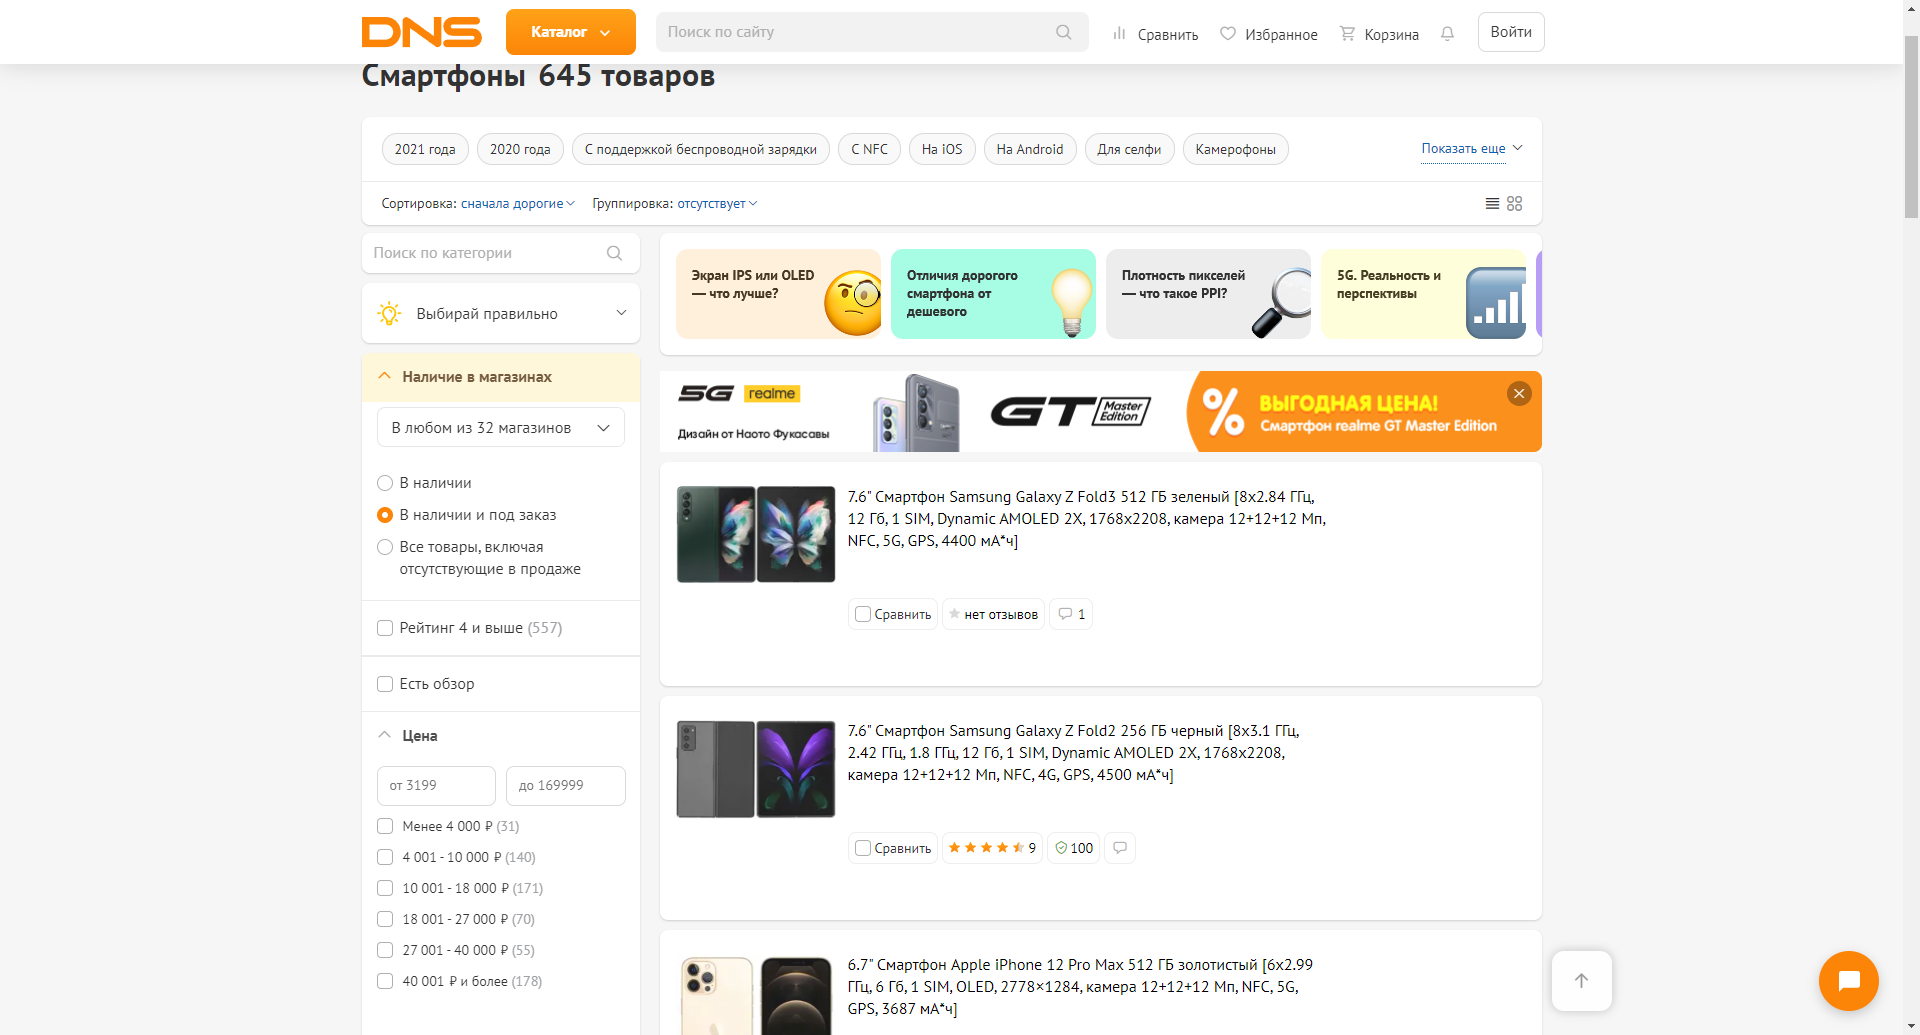 DNS
Каталог
Поиск по сайту
Сравнить
Избранное
Корзина
Войти
Смартфоны 645 товаров
2021 года
2020 года
С поддержкой беспроводной зарядки
С NFC
На iOS
На Android
Для селфи
Камерофоны
Показать еще
Сортировка: сначала дорогие
Группировка: отсутствует
Поиск по категории
Выбирай правильно
Наличие в магазинах
В любом из 32 магазинов
В наличии
В наличии и под заказ
Все товары, включая
отсутствующие в продаже
Рейтинг 4 и выше (557)
Есть обзор
Цена
от 3199
до 169999
Менее 4 000 ₽ (31)
4 001 - 10 000 ₽ (140)
10 001 - 18 000 ₽ (171)
18 001 - 27 000 ₽ (70)
27 001 - 40 000 ₽ (55)
40 001 ₽ и более (178)
Экран IPS или OLED
— что лучше?
Отличия дорогого
смартфона от
дешевого
Плотность пикселей
— что такое PPI?
5G. Реальность и
перспективы
5G realme
Дизайн от Наото Фукасавы
GT Master Edition
% ВЫГОДНАЯ ЦЕНА!
Смартфон realme GT Master Edition
7.6" Смартфон Samsung Galaxy Z Fold3 512 ГБ зеленый [8x2.84 ГГц,
12 Гб, 1 SIM, Dynamic AMOLED 2X, 1768x2208, камера 12+12+12 Мп,
NFC, 5G, GPS, 4400 мА*ч]
Сравнить
нет отзывов
1
7.6" Смартфон Samsung Galaxy Z Fold2 256 ГБ черный [8x3.1 ГГц,
2.42 ГГц, 1.8 ГГц, 12 Гб, 1 SIM, Dynamic AMOLED 2X, 1768x2208,
камера 12+12+12 Мп, NFC, 4G, GPS, 4500 мА*ч]
Сравнить
9
100
6.7" Смартфон Apple iPhone 12 Pro Max 512 ГБ золотистый [6x2.99
ГГц, 6 Гб, 1 SIM, OLED, 2778×1284, камера 12+12+12 Мп, NFC, 5G,
GPS, 3687 мА*ч]